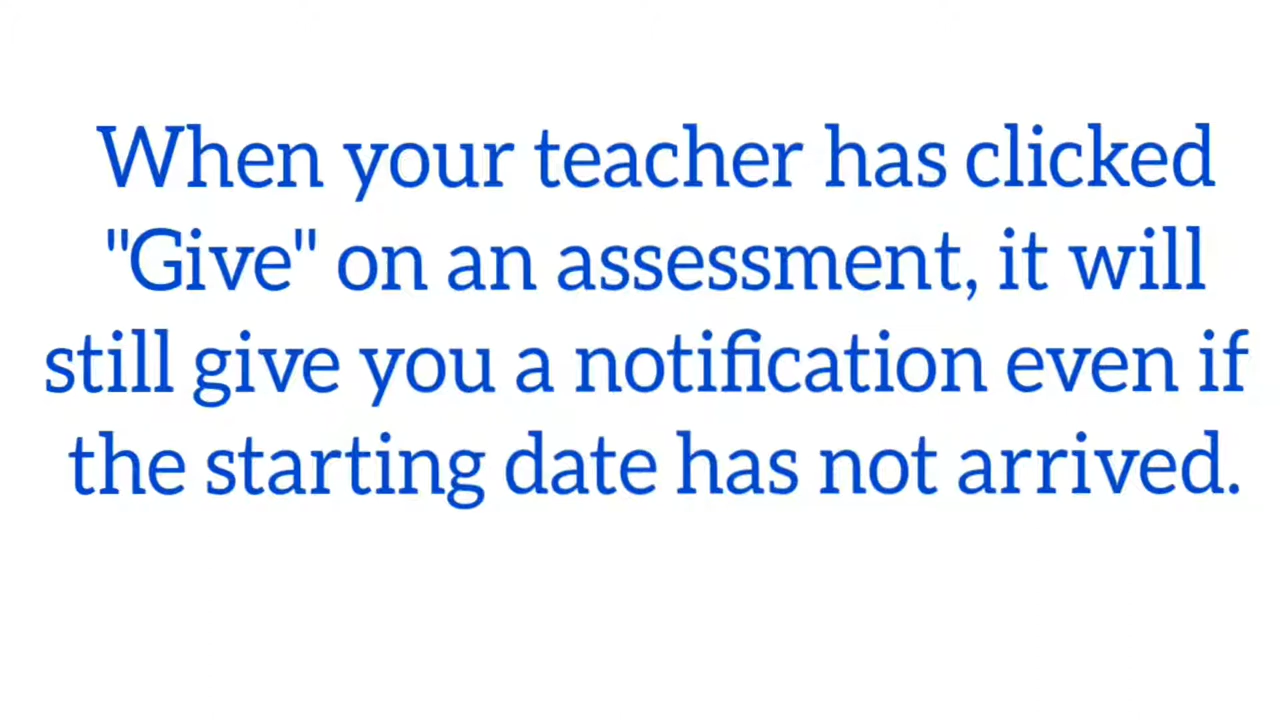 When your teacher has clicked
"Give" on an assessment, it will
still give you a notification even if
the starting date has not arrived.